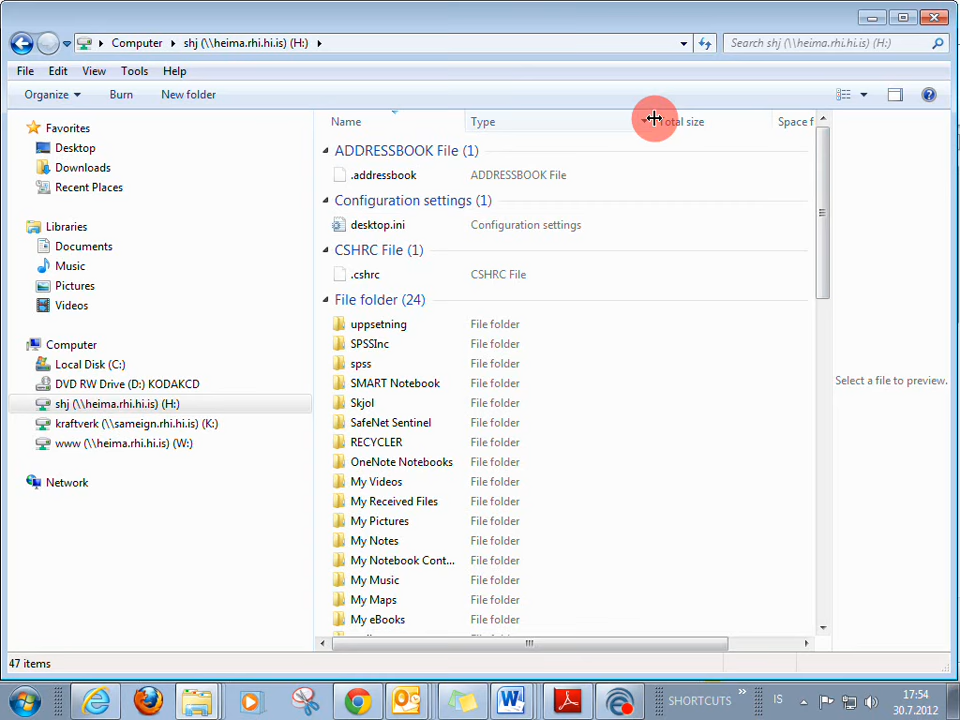 Computer ▸ shj (\\heima.rhi.hi.is) (H:) ▸
Search shj (\\heima.rhi.hi.is) (H:)
File Edit View Tools Help
Organize Burn New folder
Name Type Total size Space f
Favorites
Desktop
Downloads
Recent Places
Libraries
Documents
Music
Pictures
Videos
Computer
Local Disk (C:)
DVD RW Drive (D:) KODAKCD
shj (\\heima.rhi.hi.is) (H:)
kraftverk (\\sameign.rhi.hi.is) (K:)
www (\\heima.rhi.hi.is) (W:)
Network
ADDRESSBOOK File (1)
.addressbook ADDRESSBOOK File
Configuration settings (1)
desktop.ini Configuration settings
CSHRC File (1)
.cshrc CSHRC File
File folder (24)
uppsetning File folder
SPSSInc File folder
spss File folder
SMART Notebook File folder
Skjol File folder
SafeNet Sentinel File folder
RECYCLER File folder
OneNote Notebooks File folder
My Videos File folder
My Received Files File folder
My Pictures File folder
My Notes File folder
My Notebook Cont... File folder
My Music File folder
My Maps File folder
My eBooks File folder
Select a file to preview.
47 items
SHORTCUTS » IS
17:54
30.7.2012